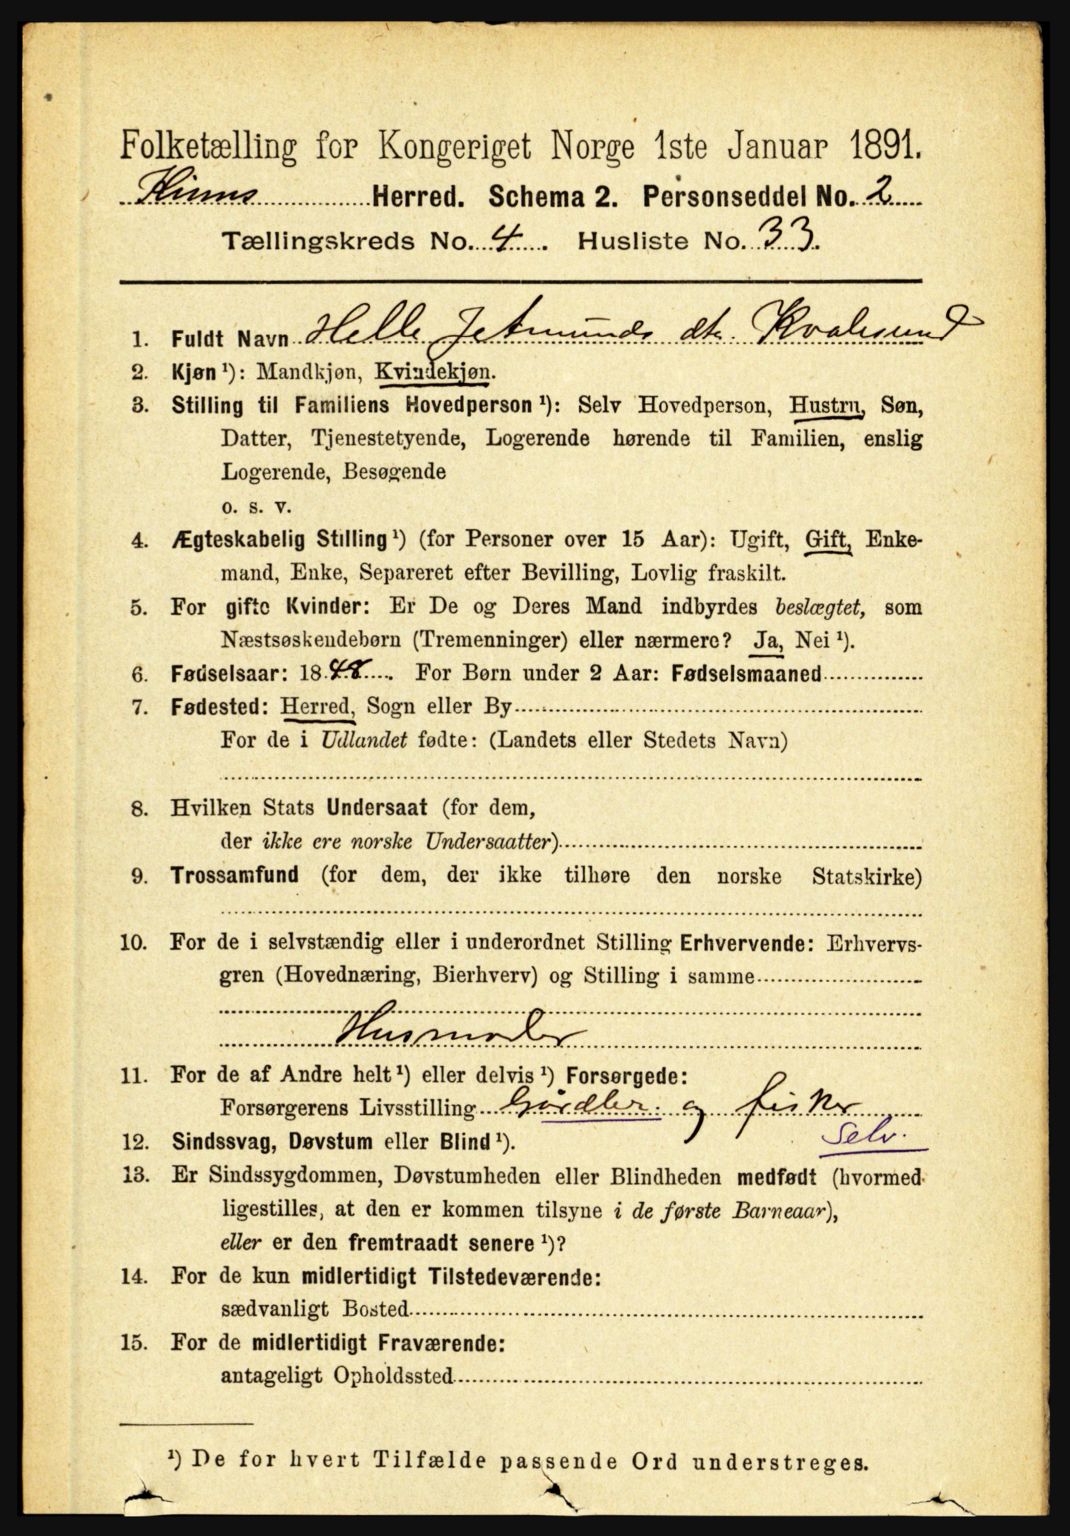 Folketælling for Kongeriget Norge 1ste Januar 1891.
Kinns Herred. Schema 2. Personseddel No. 2
Tællingskreds No. 4. Husliste No. 33.
1. Fuldt Navn Helle Jetmunds dtr. Kvalesund
2. Kjøn ¹): Mandkjøn, Kvindekjøn.
3. Stilling til Familiens Hovedperson ¹): Selv Hovedperson, Hustru, Søn,
Datter, Tjenestetyende, Logerende hørende til Familien, enslig
Logerende, Besøgende
o. s. v.
4. Ægteskabelig Stilling ¹) (for Personer over 15 Aar): Ugift, Gift, Enke-
mand, Enke, Separeret efter Bevilling, Lovlig fraskilt.
5. For gifte Kvinder: Er De og Deres Mand indbyrdes beslægtet, som
Næstsøskendebørn (Tremenninger) eller nærmere? Ja, Nei ¹).
6. Fødselsaar: 1848. For Børn under 2 Aar: Fødselsmaaned
7. Fødested: Herred, Sogn eller By
For de i Udlandet fødte: (Landets eller Stedets Navn)
8. Hvilken Stats Undersaat (for dem,
der ikke ere norske Undersaatter)
9. Trossamfund (for dem, der ikke tilhøre den norske Statskirke)
10. For de i selvstændig eller i underordnet Stilling Erhvervende: Erhvervs-
gren (Hovednæring, Bierhverv) og Stilling i samme
Husmoder
11. For de af Andre helt ¹) eller delvis ¹) Forsørgede:
Forsørgerens Livsstilling Gårdbr. og fisker
12. Sindssvag, Døvstum eller Blind ¹). Selv.
13. Er Sindssygdommen, Døvstumheden eller Blindheden medfødt (hvormed
ligestilles, at den er kommen tilsyne i de første Barneaar),
eller er den fremtraadt senere ¹)?
14. For de kun midlertidigt Tilstedeværende:
sædvanligt Bosted
15. For de midlertidigt Fraværende:
antageligt Opholdssted
¹) De for hvert Tilfælde passende Ord understreges.